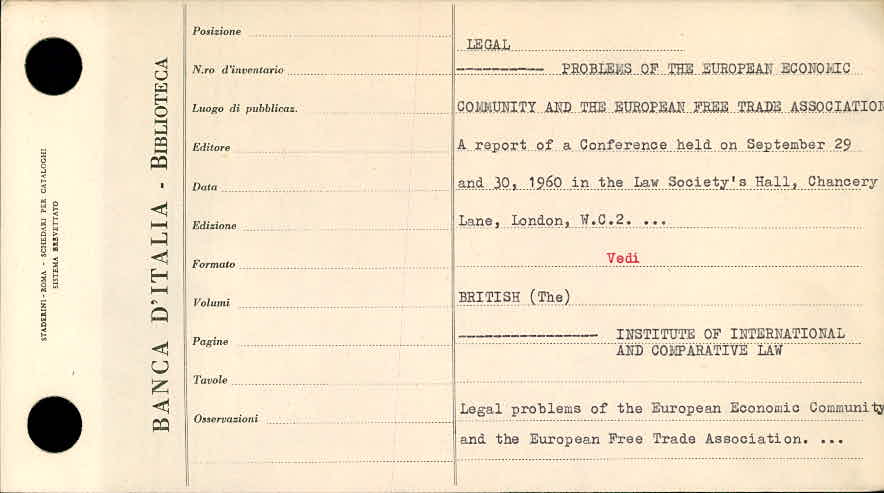 STADERINI - ROMA - SCHEDARI PER CATALOGHI
SISTEMA BREVETTATO
BANCA D'ITALIA - BIBLIOTECA
Posizione
N.ro d'inventario
Luogo di pubblicaz.
Editore
Data
Edizione
Formato
Volumi
Pagine
Tavole
Osservazioni
LEGAL
---------- PROBLEMS OF THE EUROPEAN ECONOMIC
COMMUNITY AND THE EUROPEAN FREE TRADE ASSOCIATION
A report of a Conference held on September 29
and 30, 1960 in the Law Society's Hall, Chancery
Lane, London, W.C.2. ...
Vedi
BRITISH (The)
---------------- INSTITUTE OF INTERNATIONAL
AND COMPARATIVE LAW
Legal problems of the European Economic Community
and the European Free Trade Association. ...